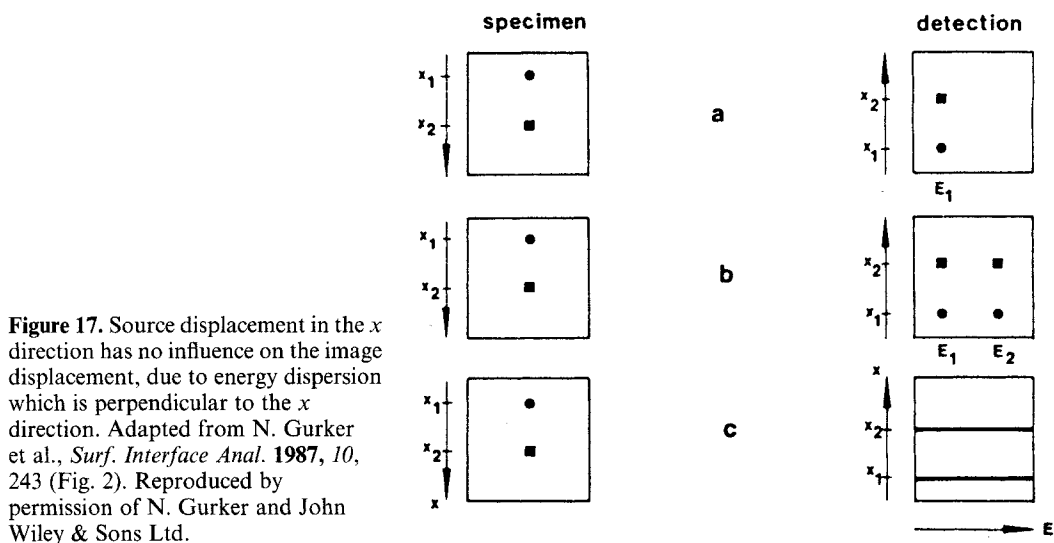 specimen
detection
x1
x2
a
x2
x1
E1
x1
x2
b
x2
x1
E1 E2
x1
x2
x
c
x
x2
x1
E
Figure 17. Source displacement in the x
direction has no influence on the image
displacement, due to energy dispersion
which is perpendicular to the x
direction. Adapted from N. Gurker
et al., Surf. Interface Anal. 1987, 10,
243 (Fig. 2). Reproduced by
permission of N. Gurker and John
Wiley & Sons Ltd.